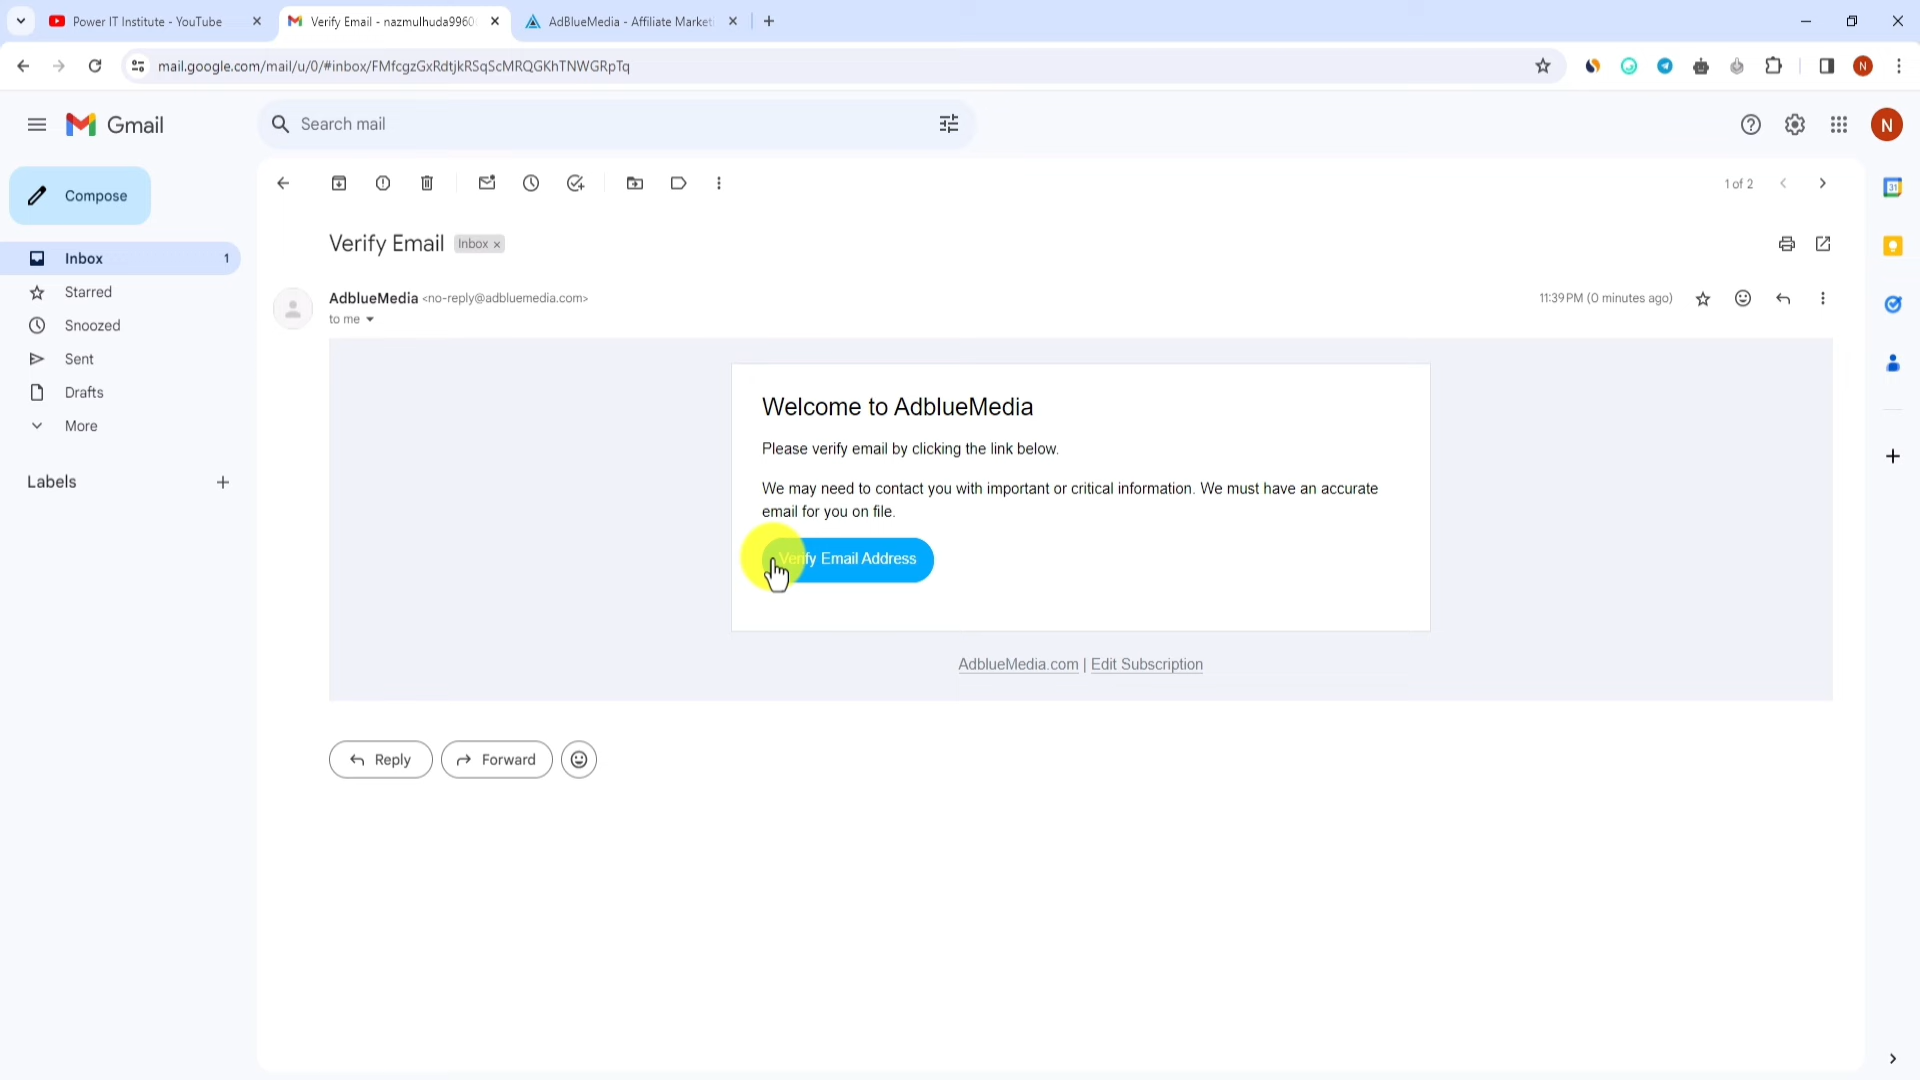 Power IT Institute - YouTube
Verify Email - nazmulhuda9960
AdBlueMedia - Affiliate Market
mail.google.com/mail/u/0/#inbox/FMfcgzGxRdtjkRSqScMRQGKhTNWGRpTq
N
Gmail
Search mail
N
Compose
1 of 2
31
Verify Email
Inbox ×
Inbox 1
Starred
Snoozed
Sent
Drafts
More
Labels
AdblueMedia <no-reply@adbluemedia.com>
11:39 PM (0 minutes ago)
to me
Welcome to AdblueMedia
Please verify email by clicking the link below.
We may need to contact you with important or critical information. We must have an accurate
email for you on file.
Verify Email Address
AdblueMedia.com | Edit Subscription
Reply
Forward